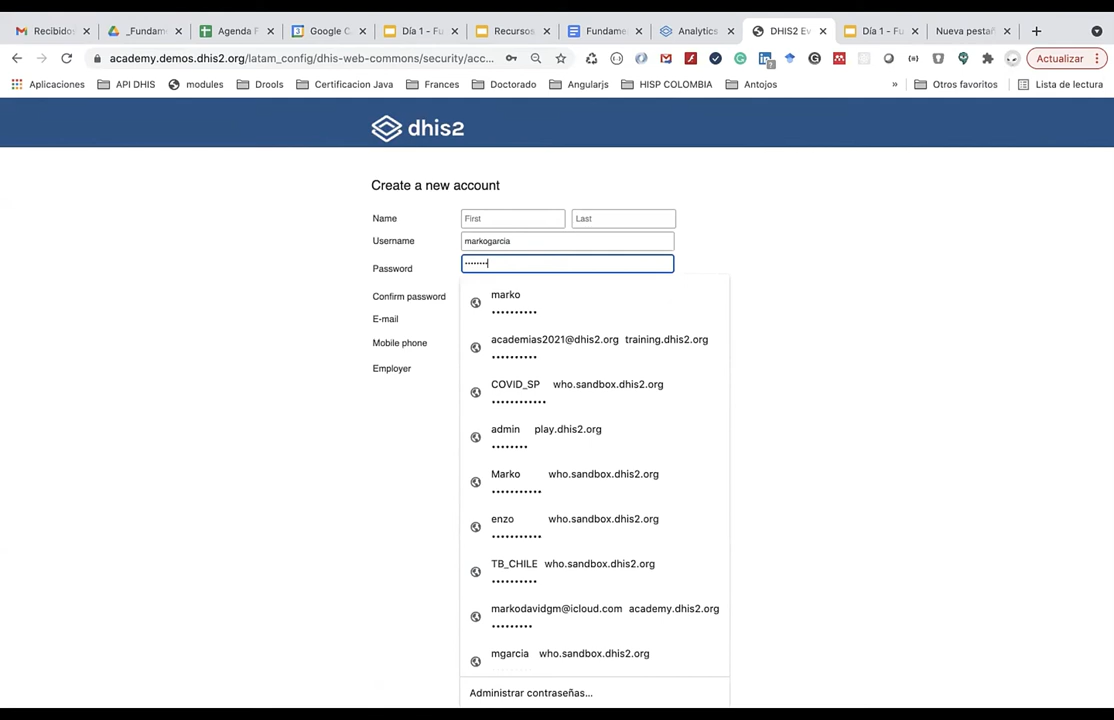 Recibidos
_Fundam
Agenda F
Google C
Día 1 - Fu
Recursos
Fundame
Analytics
DHIS2 Ev
Día 1 - Fu
Nueva pestañ
academy.demos.dhis2.org/latam_config/dhis-web-commons/security/acc...
Actualizar
Aplicaciones
API DHIS
modules
Drools
Certificacion Java
Frances
Doctorado
Angularjs
HISP COLOMBIA
Antojos
»
Otros favoritos
Lista de lectura
dhis2
Create a new account
Name First Last
Username markogarcia
Password ••••••••
Confirm password
E-mail
Mobile phone
Employer
marko
••••••••••
academias2021@dhis2.org training.dhis2.org
••••••••••
COVID_SP who.sandbox.dhis2.org
••••••••••••
admin play.dhis2.org
••••••••
Marko who.sandbox.dhis2.org
•••••••••••
enzo who.sandbox.dhis2.org
•••••••••••
TB_CHILE who.sandbox.dhis2.org
••••••••••
markodavidgm@icloud.com academy.dhis2.org
•••••••••
mgarcia who.sandbox.dhis2.org
Administrar contraseñas...